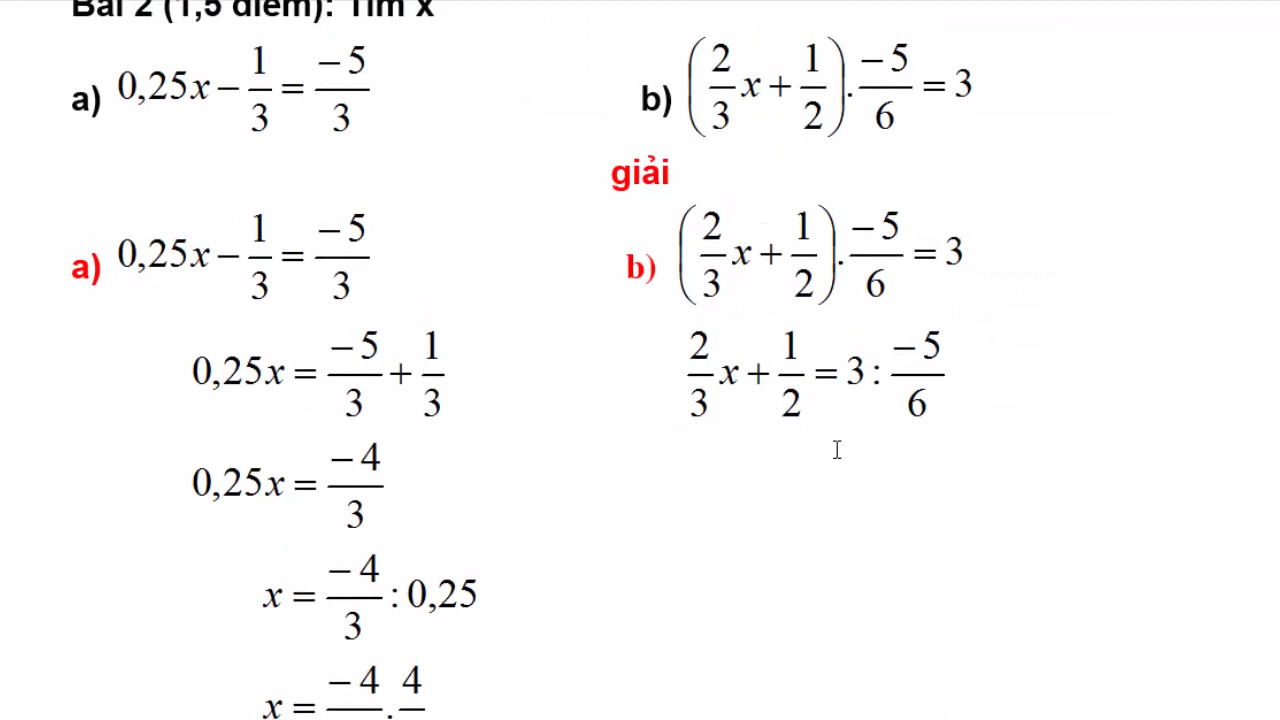 Bài 2 (1,5 điểm): Tìm x
a) 0,25x − 1/3 = −5/3
b) (2/3 x + 1/2) . −5/6 = 3
giải
a) 0,25x − 1/3 = −5/3
b) (2/3 x + 1/2) . −5/6 = 3
0,25x = −5/3 + 1/3
2/3 x + 1/2 = 3 : −5/6
0,25x = −4/3
x = −4/3 : 0,25
x = −4 . 4